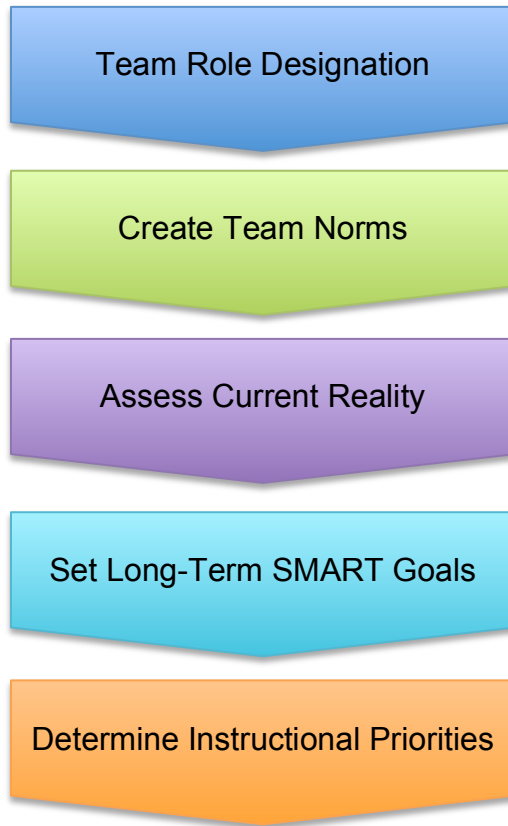 Team Role Designation
Create Team Norms
Assess Current Reality
Set Long-Term SMART Goals
Determine Instructional Priorities